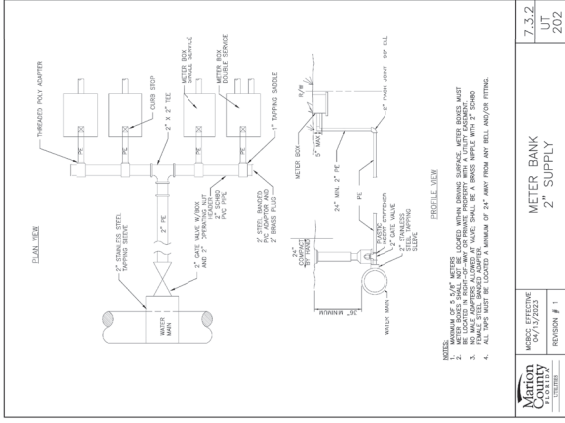 PLAN VIEW
THREADED POLY ADAPTER
METER BOX
SINGLE SERVICE
CURB STOP
METER BOX
DOUBLE SERVICE
PE
PE
PE
PE
2" X 2" TEE
1" TAPPING SADDLE
2" STAINLESS STEEL
TAPPING SLEEVE
2" PE
2" GATE VALVE W/BOX
AND 2" OPERATING NUT
HEADER
2" SCH80
PVC PIPE
2" STEEL BANDED
PVC ADAPTOR AND
2" BRASS PLUG
WATER
MAIN
R/W
METER BOX
5" MAX
24" MIN. 2" PE
PE
24"
COMPACT
BY HAND
36"
MINIMUM
2" GATE VALVE
2" STAINLESS
STEEL TAPPING
SLEEVE
WATER MAIN
PROFILE VIEW
NOTES:
1. MAXIMUM OF 5 5/8" METERS
2. METER BOXES SHALL NOT BE LOCATED WITHIN DRIVING SURFACE. METER BOXES MUST
BE LOCATED IN RIGHT-OF-WAY OR PRIVATE PROPERTY WITH A UTILITY EASEMENT.
3. NO MALE ADAPTERS ALLOWED AT VALVE; SHALL BE A BRASS NIPPLE WITH 2" SCH80
FEMALE STEEL BANDED ADAPTER.
4. ALL TAPS MUST BE LOCATED A MINIMUM OF 24" AWAY FROM ANY BELL AND/OR FITTING.
Marion
County
FLORIDA
UTILITIES
MCBCC EFFECTIVE
04/13/2023
REVISION # 1
METER BANK
2" SUPPLY
7.3.2
UT
202